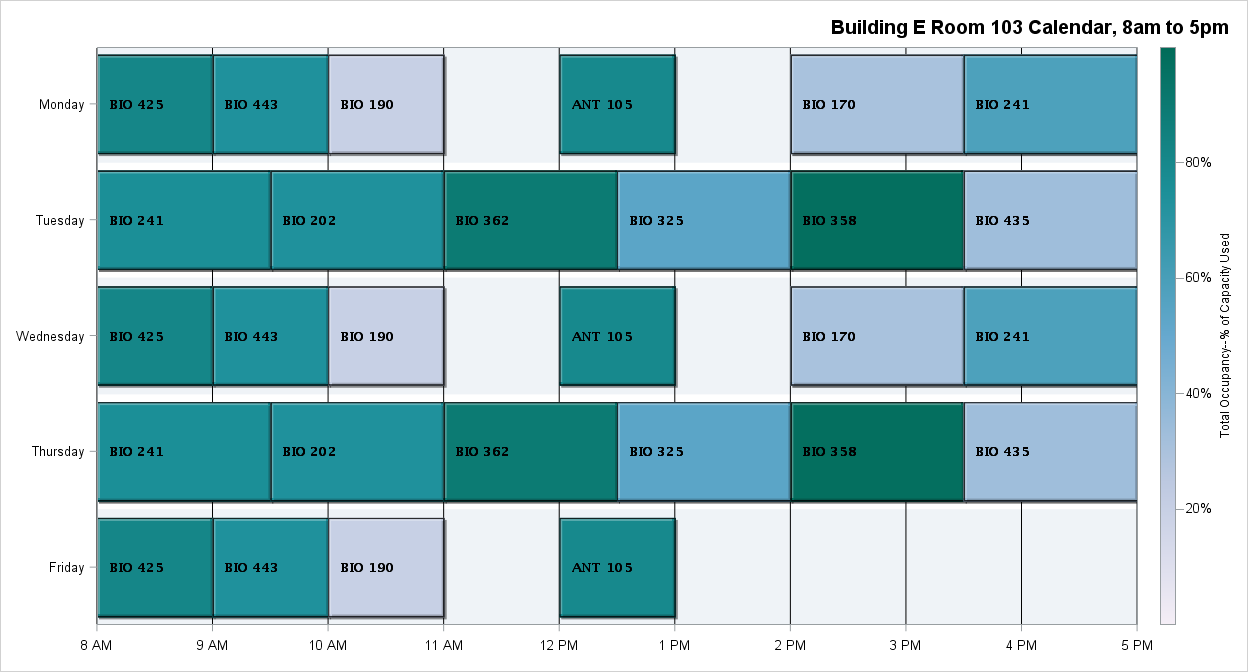 Building E Room 103 Calendar, 8am to 5pm
Monday
BIO 425
BIO 443
BIO 190
ANT 105
BIO 170
BIO 241
Tuesday
BIO 241
BIO 202
BIO 362
BIO 325
BIO 358
BIO 435
Wednesday
BIO 425
BIO 443
BIO 190
ANT 105
BIO 170
BIO 241
Thursday
BIO 241
BIO 202
BIO 362
BIO 325
BIO 358
BIO 435
Friday
BIO 425
BIO 443
BIO 190
ANT 105
8 AM
9 AM
10 AM
11 AM
12 PM
1 PM
2 PM
3 PM
4 PM
5 PM
80%
60%
40%
20%
Total Occupancy--% of Capacity Used